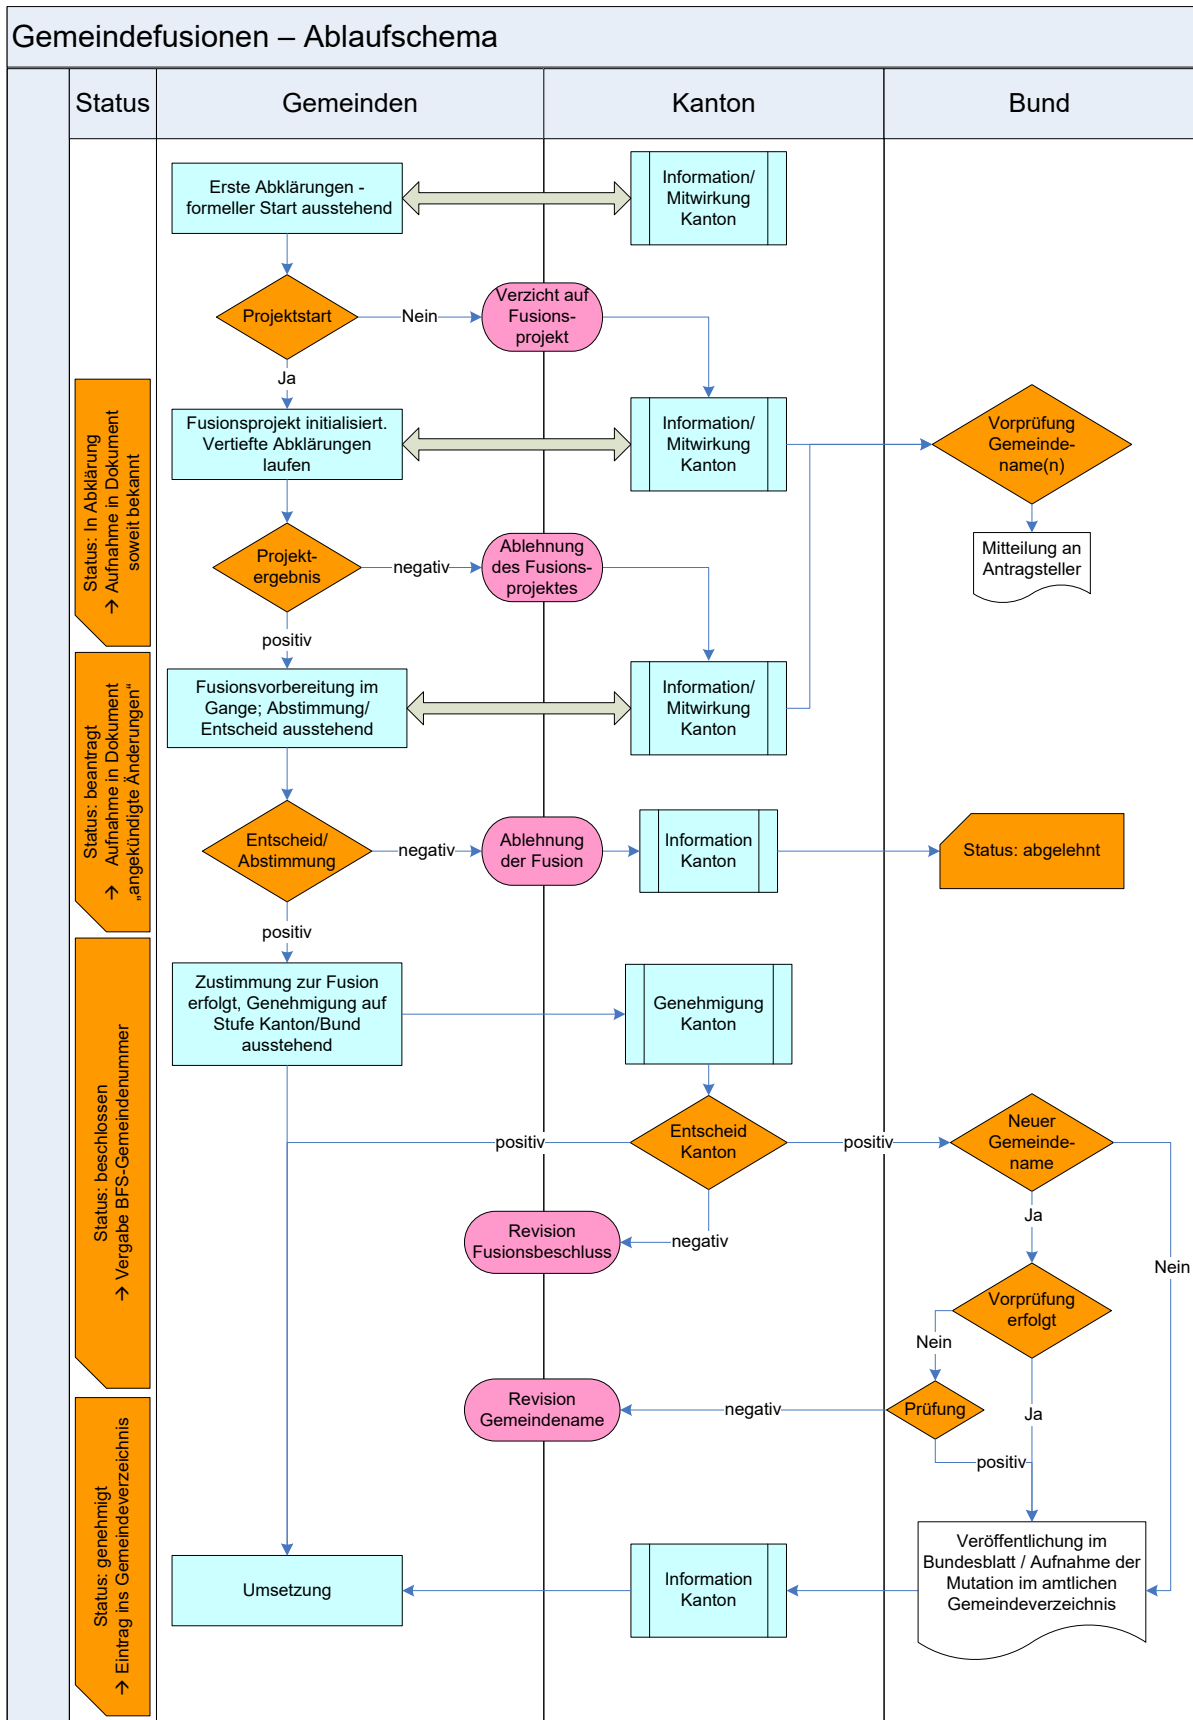 Gemeindefusionen – Ablaufschema
Status
Gemeinden
Kanton
Bund
Erste Abklärungen -
formeller Start ausstehend
Information/
Mitwirkung
Kanton
Projektstart
Nein
Verzicht auf
Fusions-
projekt
Ja
Status: In Abklärung
→ Aufnahme in Dokument
soweit bekannt
Fusionsprojekt initialisiert.
Vertiefte Abklärungen
laufen
Information/
Mitwirkung
Kanton
Vorprüfung
Gemeinde-
name(n)
Mitteilung an
Antragsteller
Projekt-
ergebnis
negativ
Ablehnung
des Fusions-
projektes
positiv
Status: beantragt
→ Aufnahme in Dokument
„angekündigte Änderungen“
Fusionsvorbereitung im
Gange; Abstimmung/
Entscheid ausstehend
Information/
Mitwirkung
Kanton
Entscheid/
Abstimmung
negativ
Ablehnung
der Fusion
Information
Kanton
Status: abgelehnt
positiv
Status: beschlossen
→ Vergabe BFS-Gemeindenummer
Zustimmung zur Fusion
erfolgt, Genehmigung auf
Stufe Kanton/Bund
ausstehend
Genehmigung
Kanton
positiv
Entscheid
Kanton
positiv
Neuer
Gemeinde-
name
Ja
Nein
negativ
Revision
Fusionsbeschluss
Vorprüfung
erfolgt
Nein
Ja
Prüfung
negativ
Revision
Gemeindename
positiv
Status: genehmigt
→ Eintrag ins Gemeindeverzeichnis
Umsetzung
Information
Kanton
Veröffentlichung im
Bundesblatt / Aufnahme der
Mutation im amtlichen
Gemeindeverzeichnis